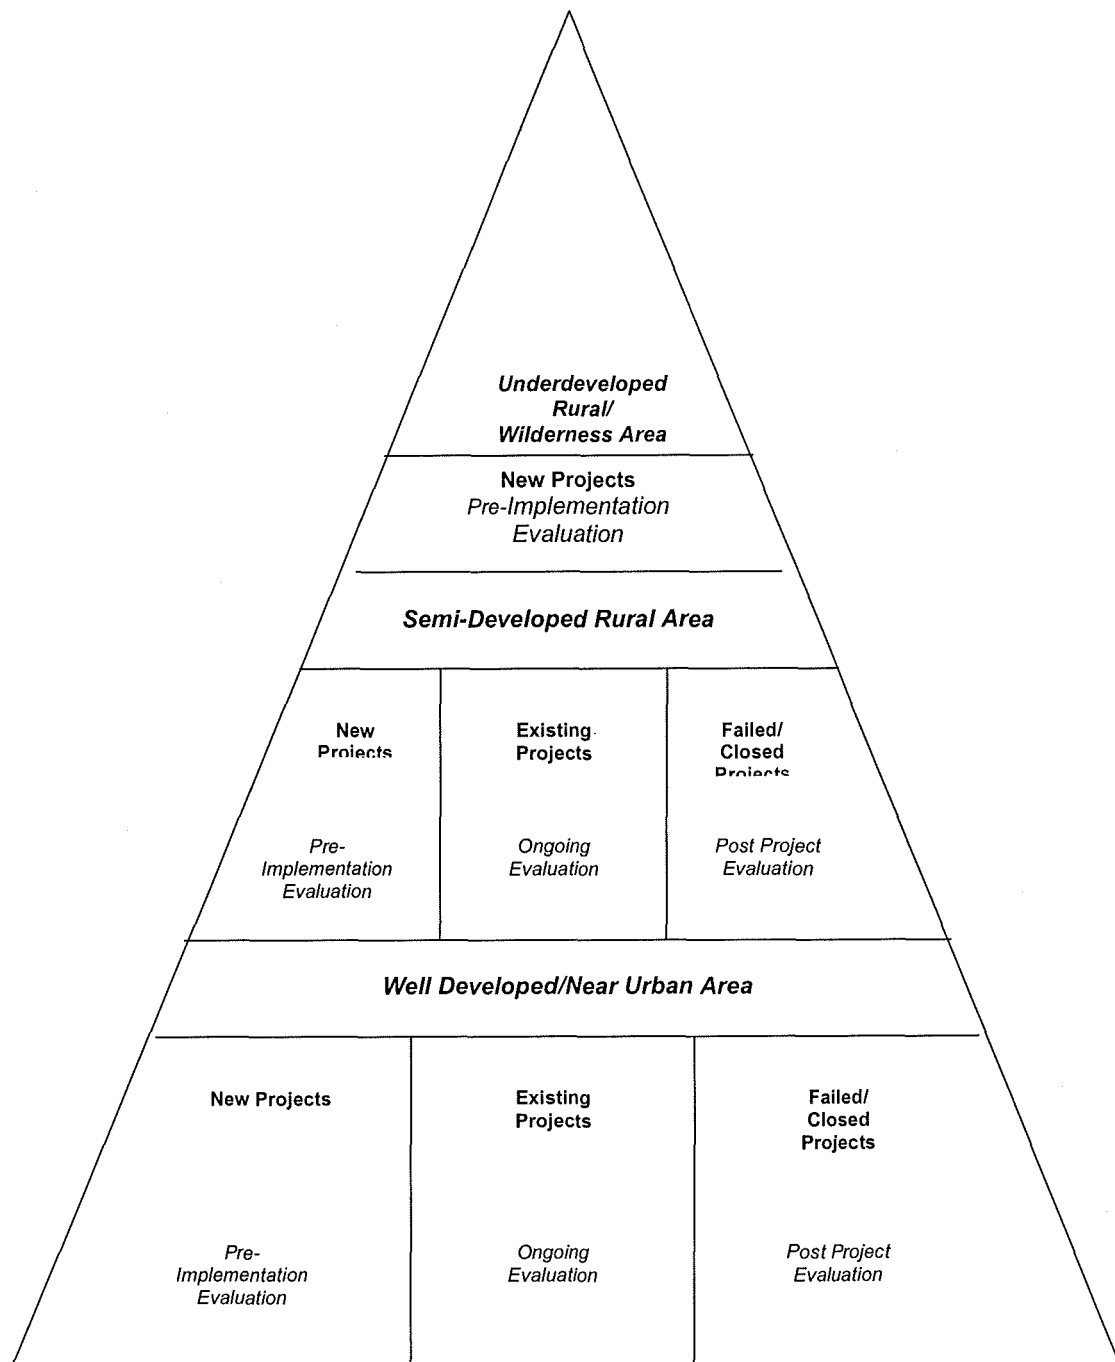 Underdeveloped
Rural/
Wilderness Area
New Projects
Pre-Implementation
Evaluation
Semi-Developed Rural Area
New
Projects
Existing
Projects
Failed/
Closed
Projects
Pre-
Implementation
Evaluation
Ongoing
Evaluation
Post Project
Evaluation
Well Developed/Near Urban Area
New Projects
Existing
Projects
Failed/
Closed
Projects
Pre-
Implementation
Evaluation
Ongoing
Evaluation
Post Project
Evaluation